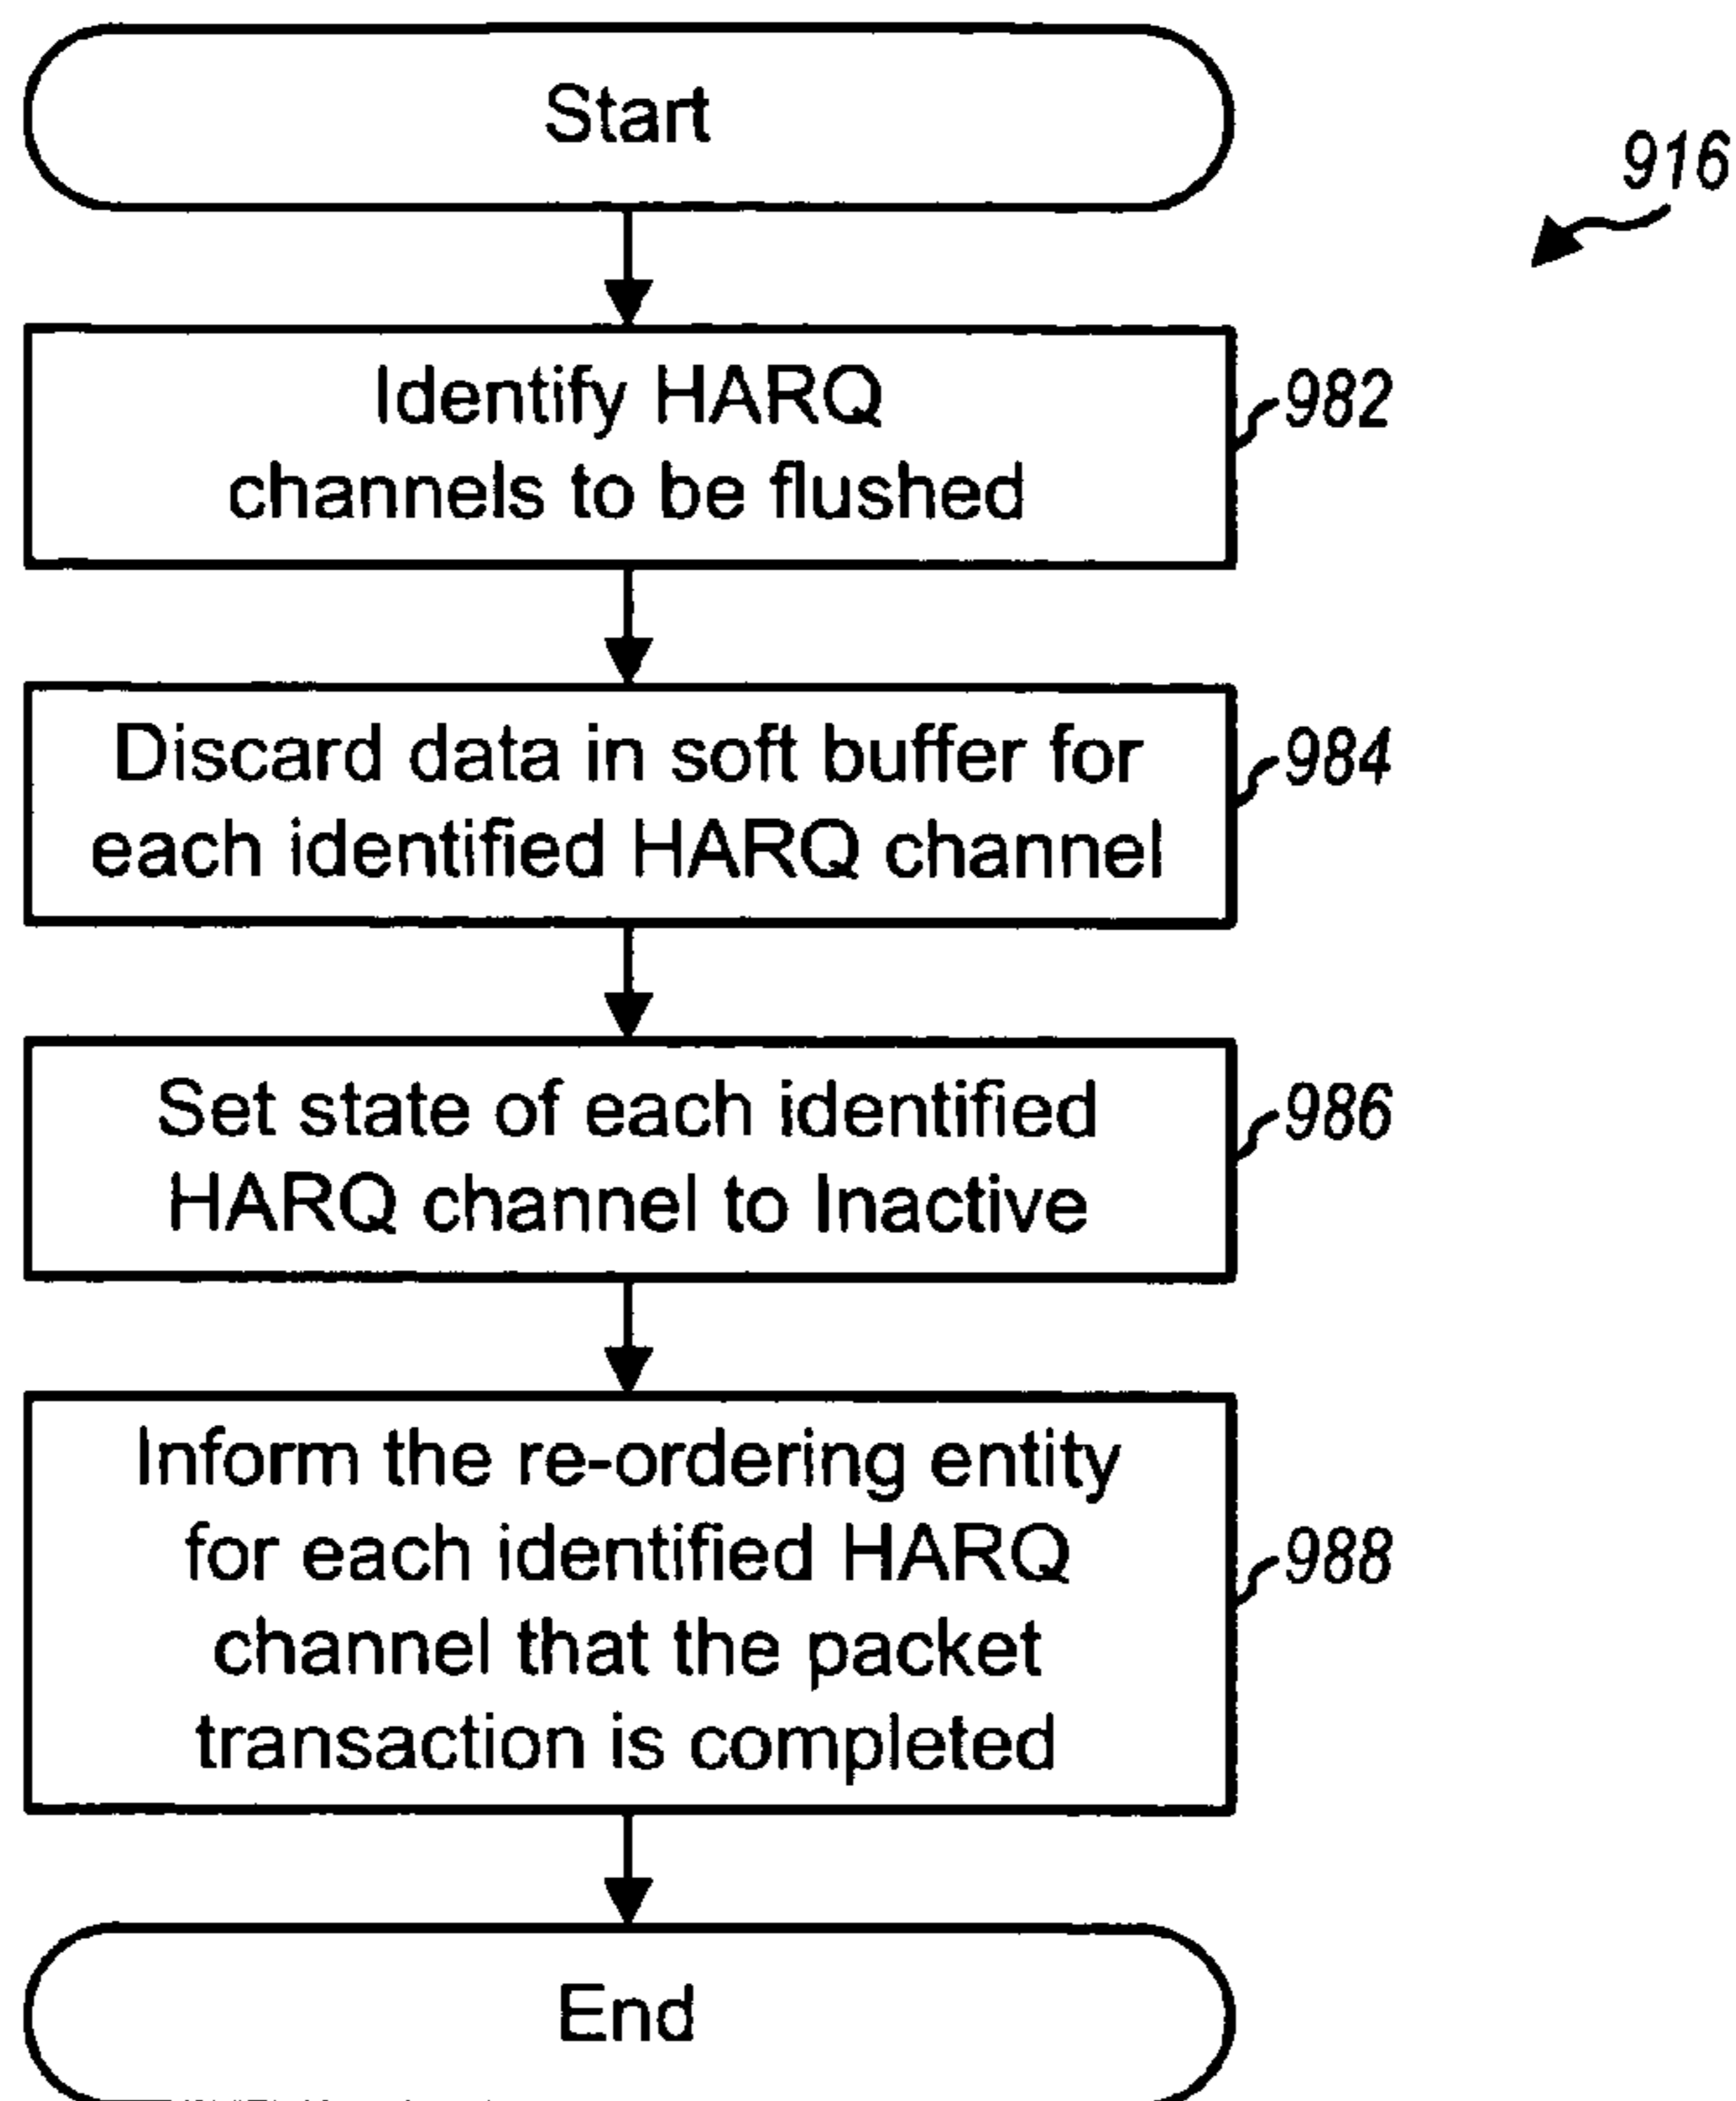 Start
916
Identify HARQ
channels to be flushed
982
Discard data in soft buffer for
each identified HARQ channel
984
Set state of each identified
HARQ channel to Inactive
986
Inform the re-ordering entity
for each identified HARQ
channel that the packet
transaction is completed
988
End